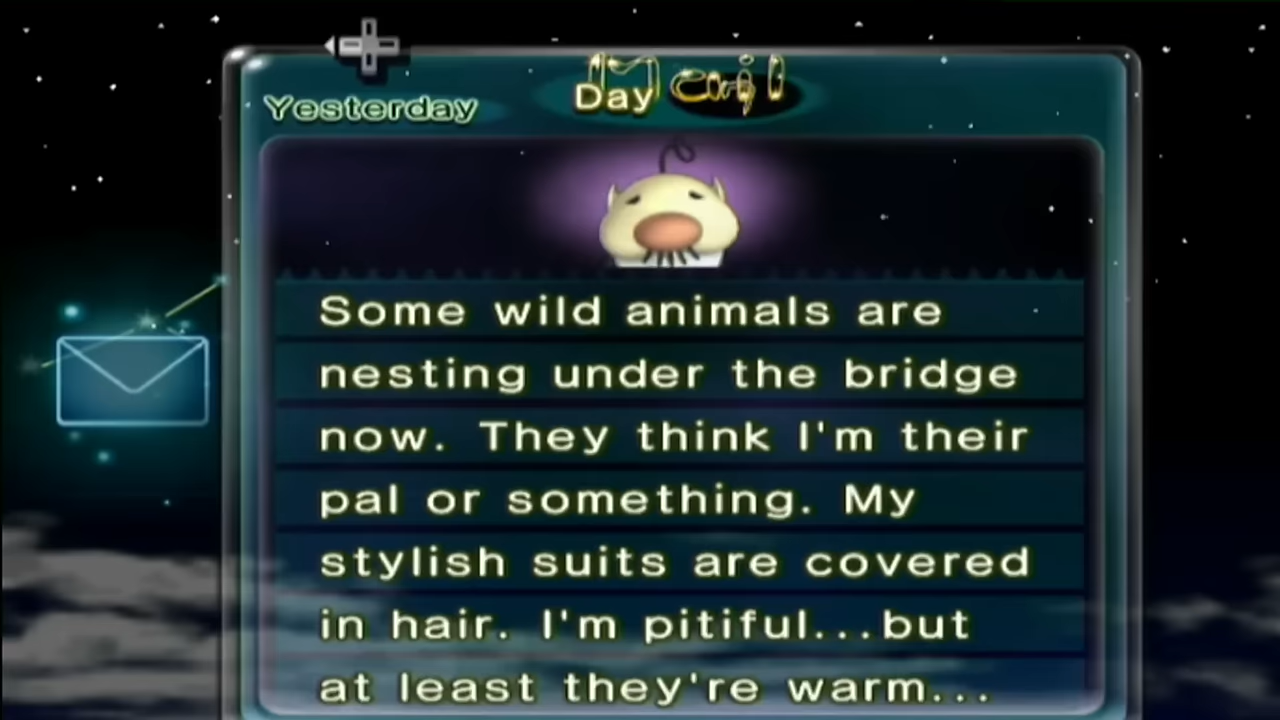 Mail
Yesterday
Day
Some wild animals are
nesting under the bridge
now. They think I'm their
pal or something. My
stylish suits are covered
in hair. I'm pitiful...but
at least they're warm...